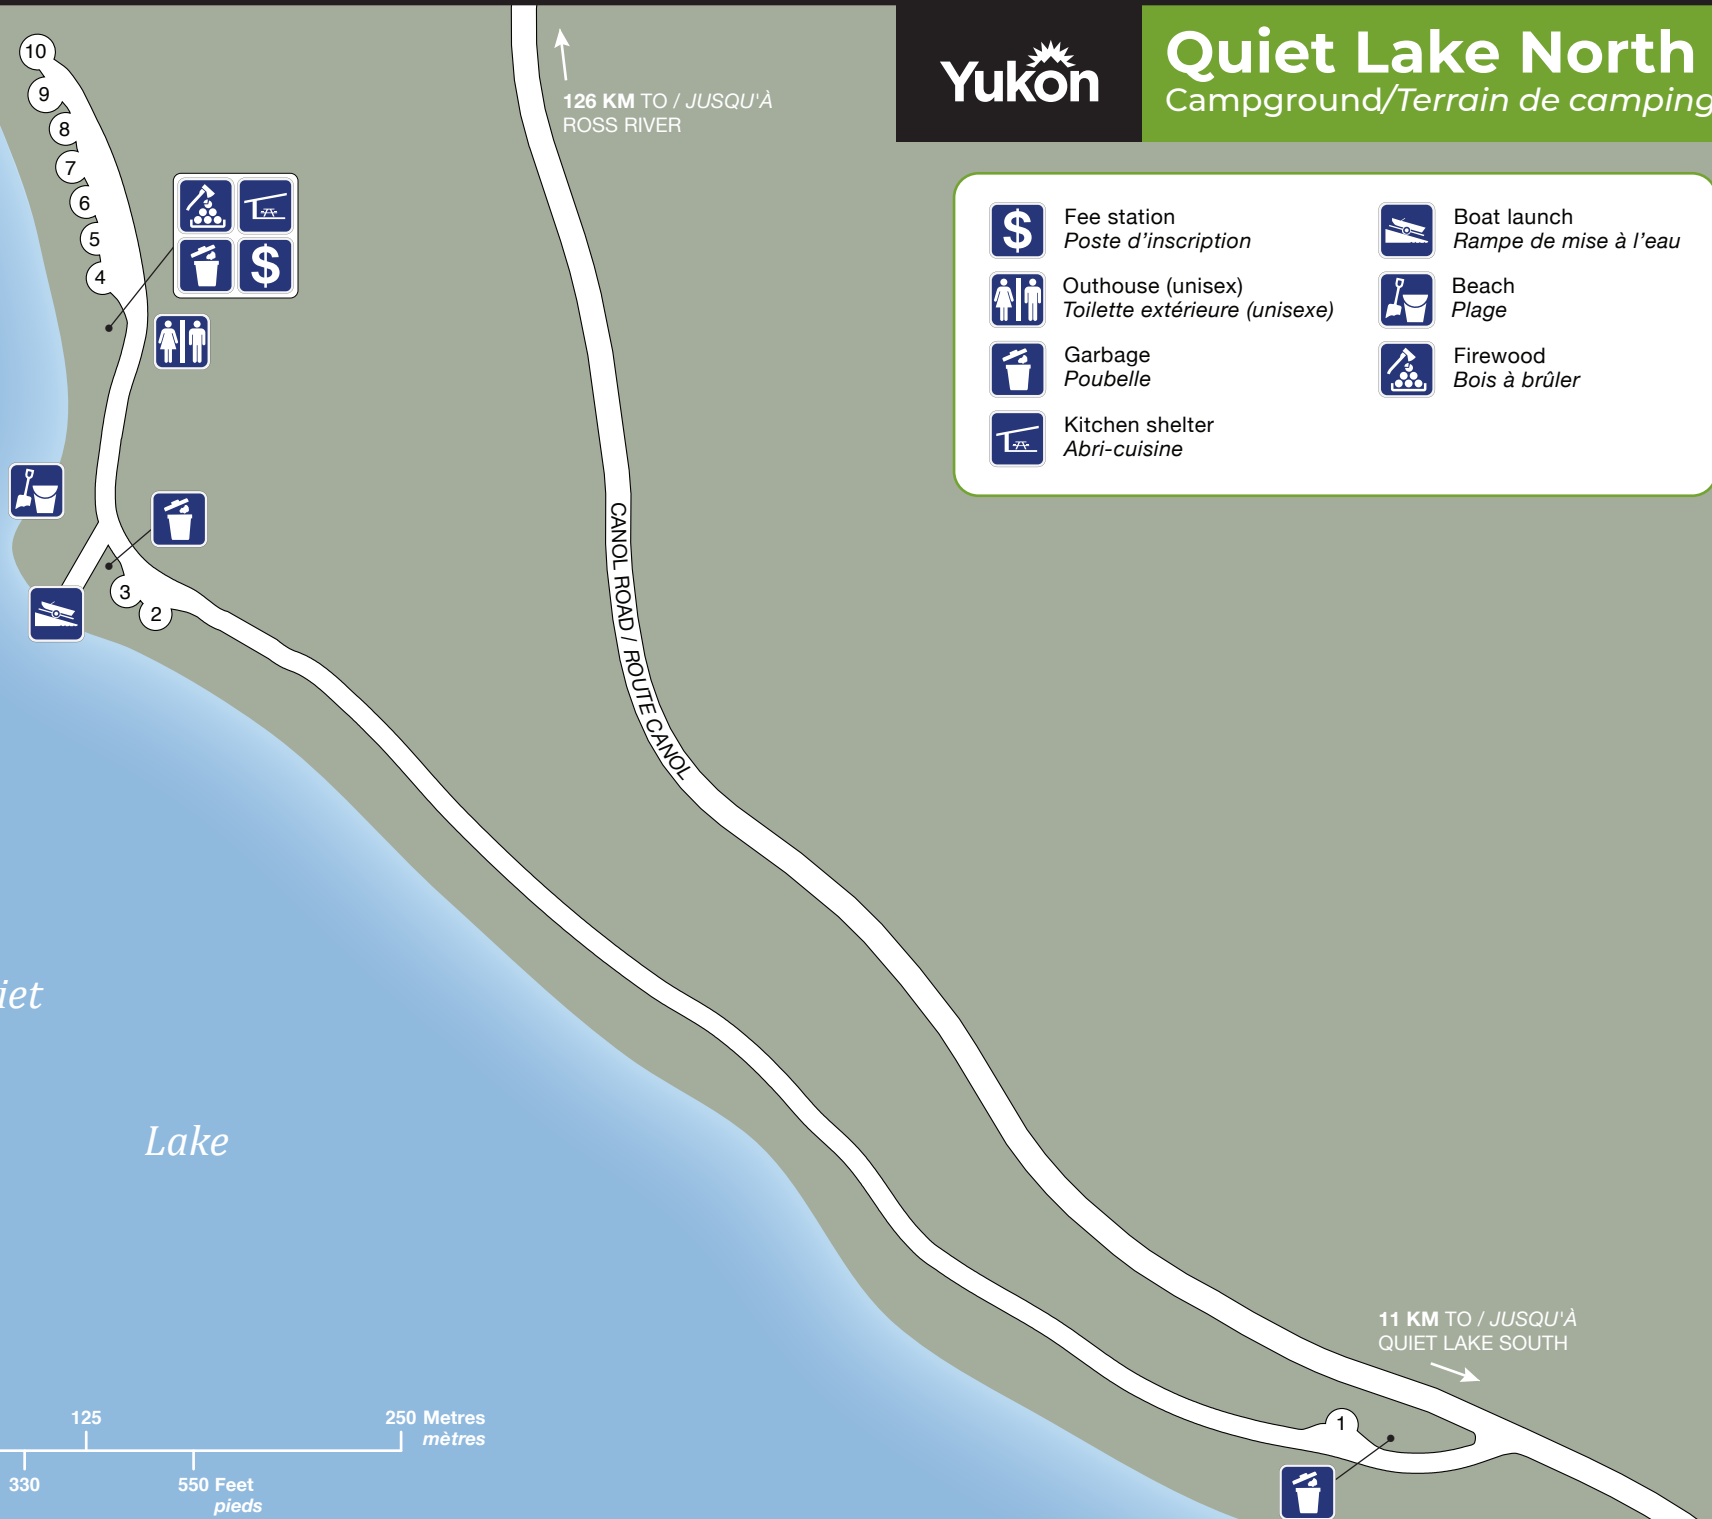 Yukon
Quiet Lake North
Campground/Terrain de camping
126 KM TO / JUSQU'À
ROSS RIVER
$
Fee station
Poste d'inscription
Outhouse (unisex)
Toilette extérieure (unisexe)
Garbage
Poubelle
Kitchen shelter
Abri-cuisine
Boat launch
Rampe de mise à l'eau
Beach
Plage
Firewood
Bois à brûler
10
9
8
7
6
5
4
$
3
2
CANOL ROAD / ROUTE CANOL
iet
Lake
11 KM TO / JUSQU'À
QUIET LAKE SOUTH
1
125
250 Metres
mètres
330
550 Feet
pieds